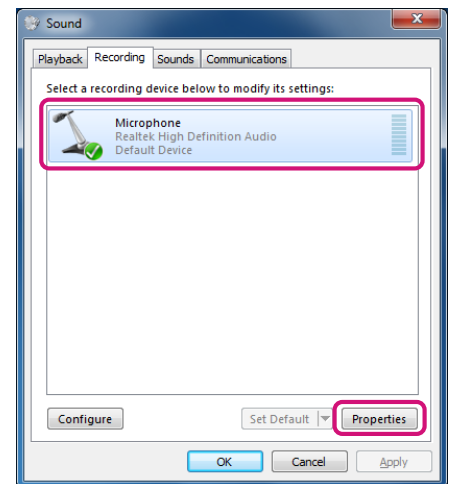 Sound
Playback Recording Sounds Communications
Select a recording device below to modify its settings:
Microphone
Realtek High Definition Audio
Default Device
Configure Set Default Properties
OK Cancel Apply